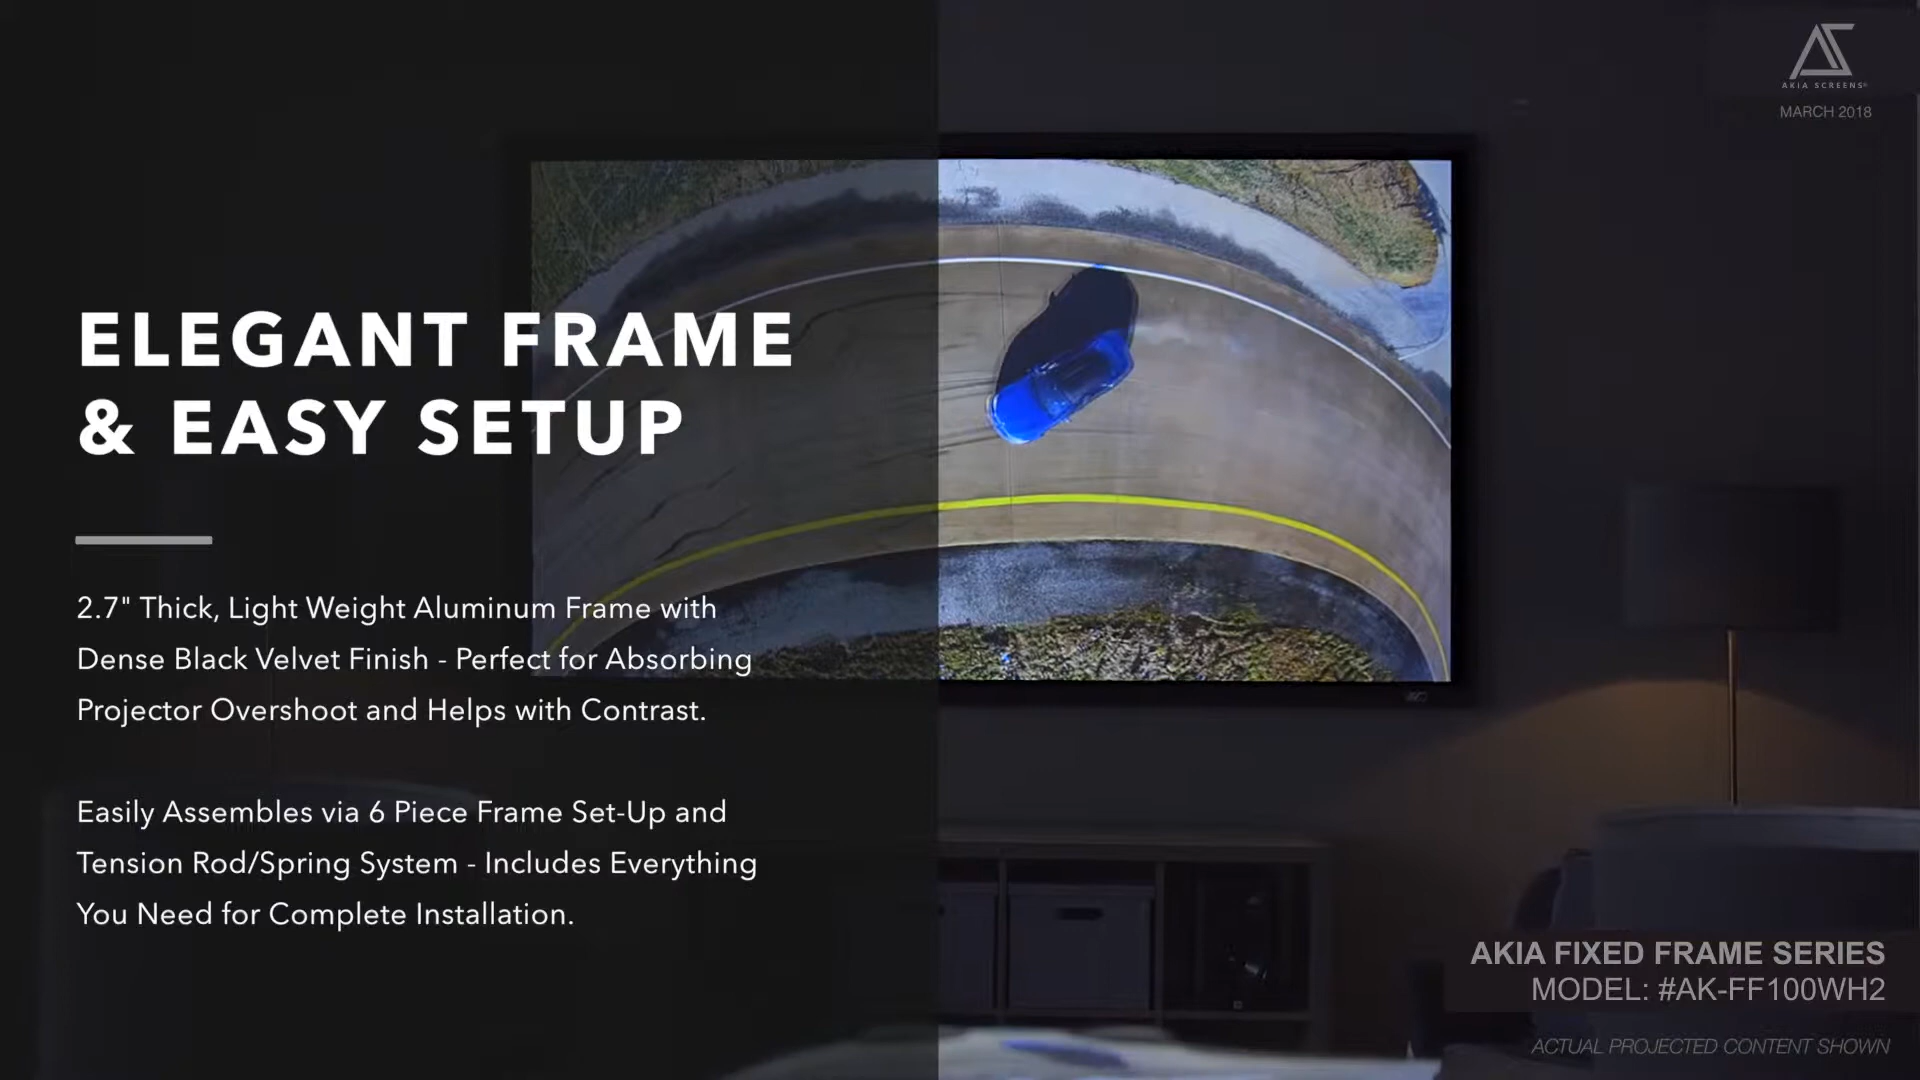 AKIA SCREENS®
MARCH 2018
ELEGANT FRAME
& EASY SETUP
2.7" Thick, Light Weight Aluminum Frame with
Dense Black Velvet Finish - Perfect for Absorbing
Projector Overshoot and Helps with Contrast.
Easily Assembles via 6 Piece Frame Set-Up and
Tension Rod/Spring System - Includes Everything
You Need for Complete Installation.
AKIA FIXED FRAME SERIES
MODEL: #AK-FF100WH2
ACTUAL PROJECTED CONTENT SHOWN